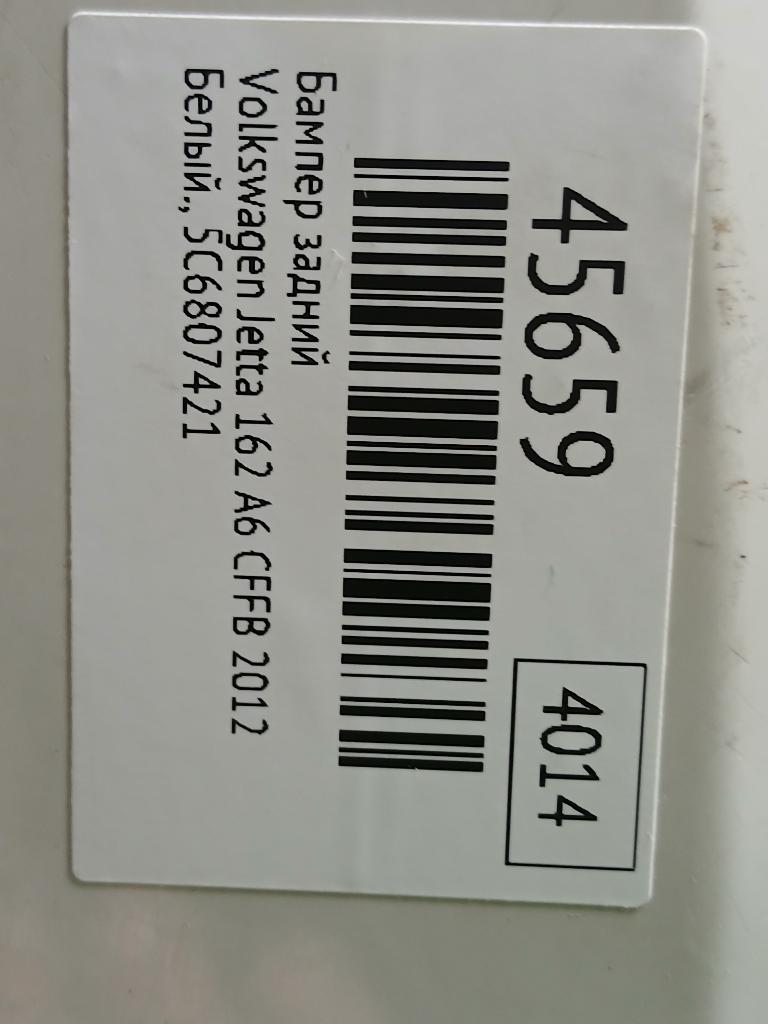 45659
4014
Бампер задний
Volkswagen Jetta 162 A6 CFFB 2012
Белый., 5C6807421